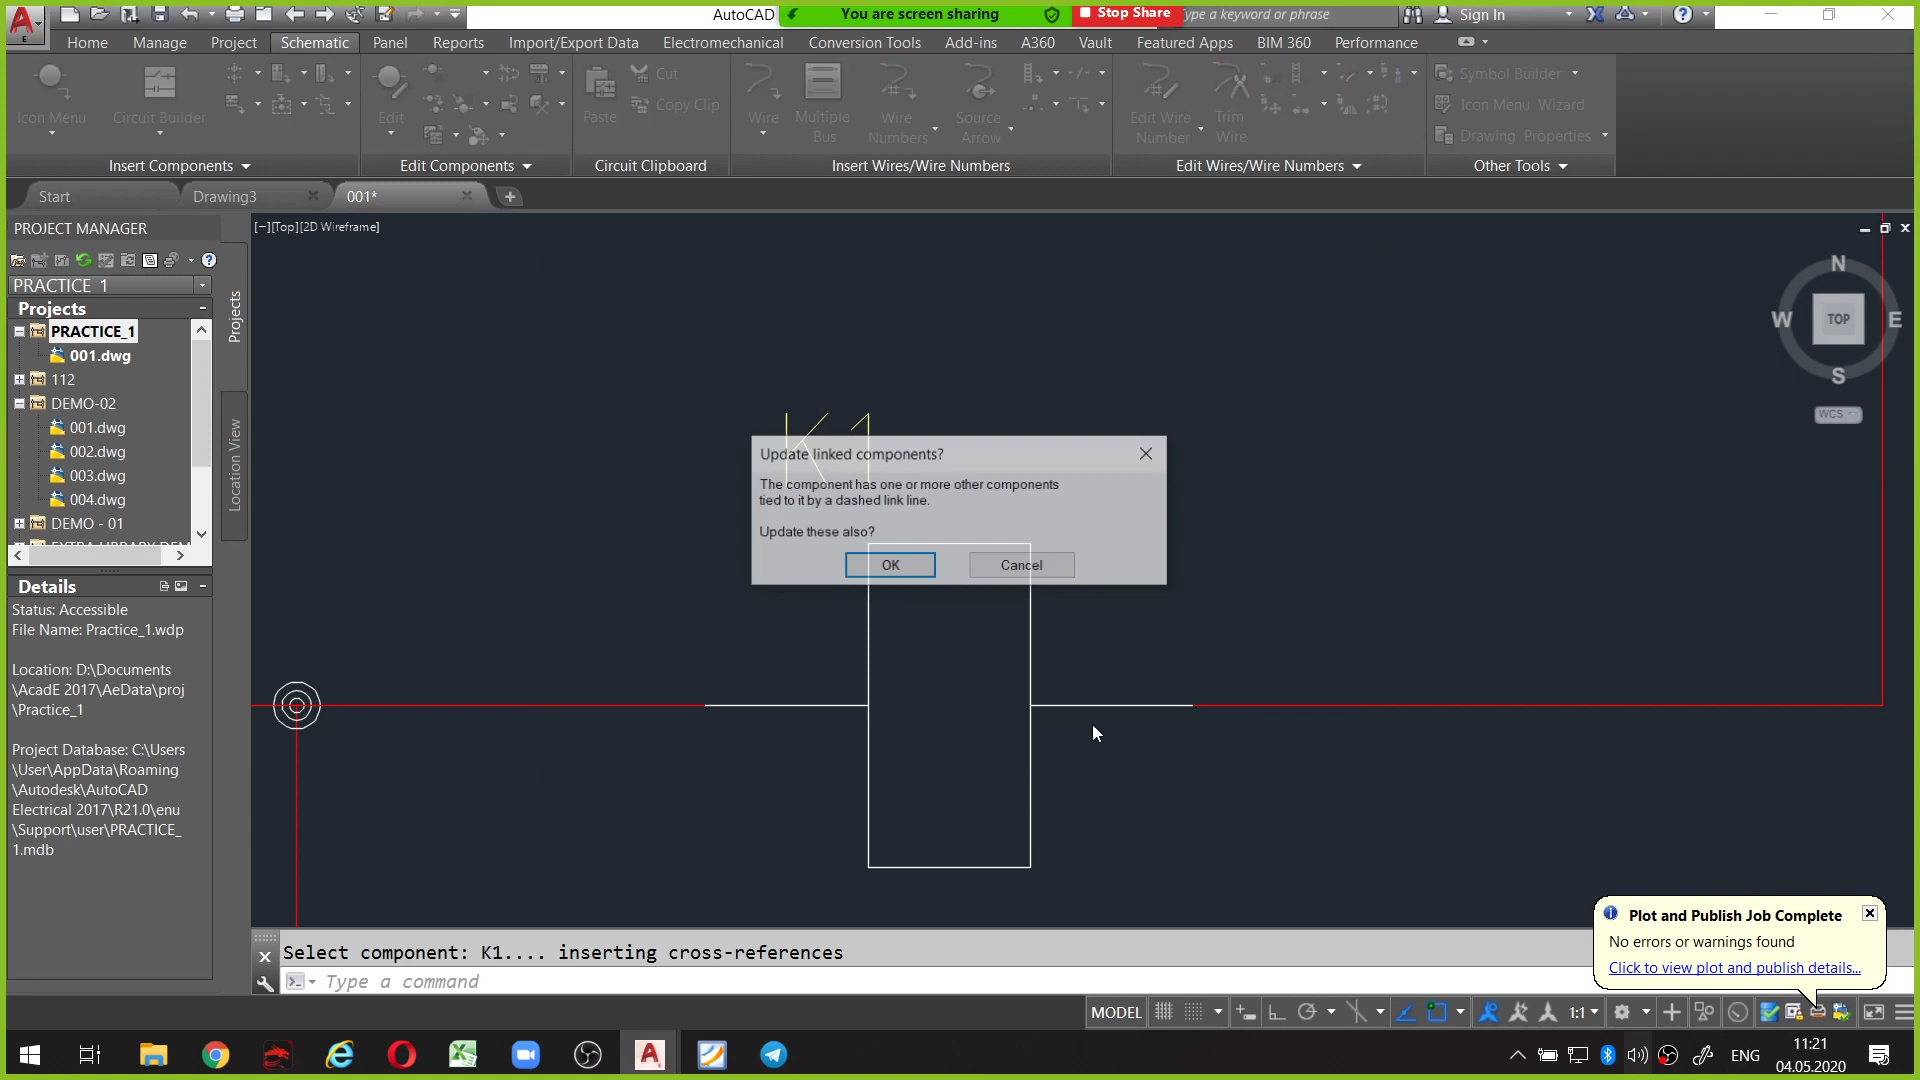 AutoCAD
You are screen sharing
Stop Share
Type a keyword or phrase
Sign In
Home
Manage
Project
Schematic
Panel
Reports
Import/Export Data
Electromechanical
Conversion Tools
Add-ins
A360
Vault
Featured Apps
BIM 360
Performance
Icon Menu
Circuit Builder
Edit
Paste
Cut
Copy Clip
Wire
Multiple
Bus
Wire
Numbers
Source
Arrow
Edit Wire
Number
Trim
Wire
Symbol Builder
Icon Menu Wizard
Drawing Properties
Insert Components
Edit Components
Circuit Clipboard
Insert Wires/Wire Numbers
Edit Wires/Wire Numbers
Other Tools
Start
Drawing3
001*
PROJECT MANAGER
PRACTICE 1
Projects
PRACTICE_1
001.dwg
112
DEMO-02
001.dwg
002.dwg
003.dwg
004.dwg
DEMO - 01
Projects
Location View
Details
Status: Accessible
File Name: Practice_1.wdp
Location: D:\Documents
\AcadE 2017\AeData\proj
\Practice_1
Project Database: C:\Users
\User\AppData\Roaming
\Autodesk\AutoCAD
Electrical 2017\R21.0\enu
\Support\user\PRACTICE_
1.mdb
[−][Top][2D Wireframe]
N
W
TOP
E
S
WCS
K1
Update linked components?
The component has one or more other components
tied to it by a dashed link line.
Update these also?
OK
Cancel
Select component: K1.... inserting cross-references
Type a command
Plot and Publish Job Complete
No errors or warnings found
Click to view plot and publish details...
MODEL
1:1
ENG
11:21
04.05.2020